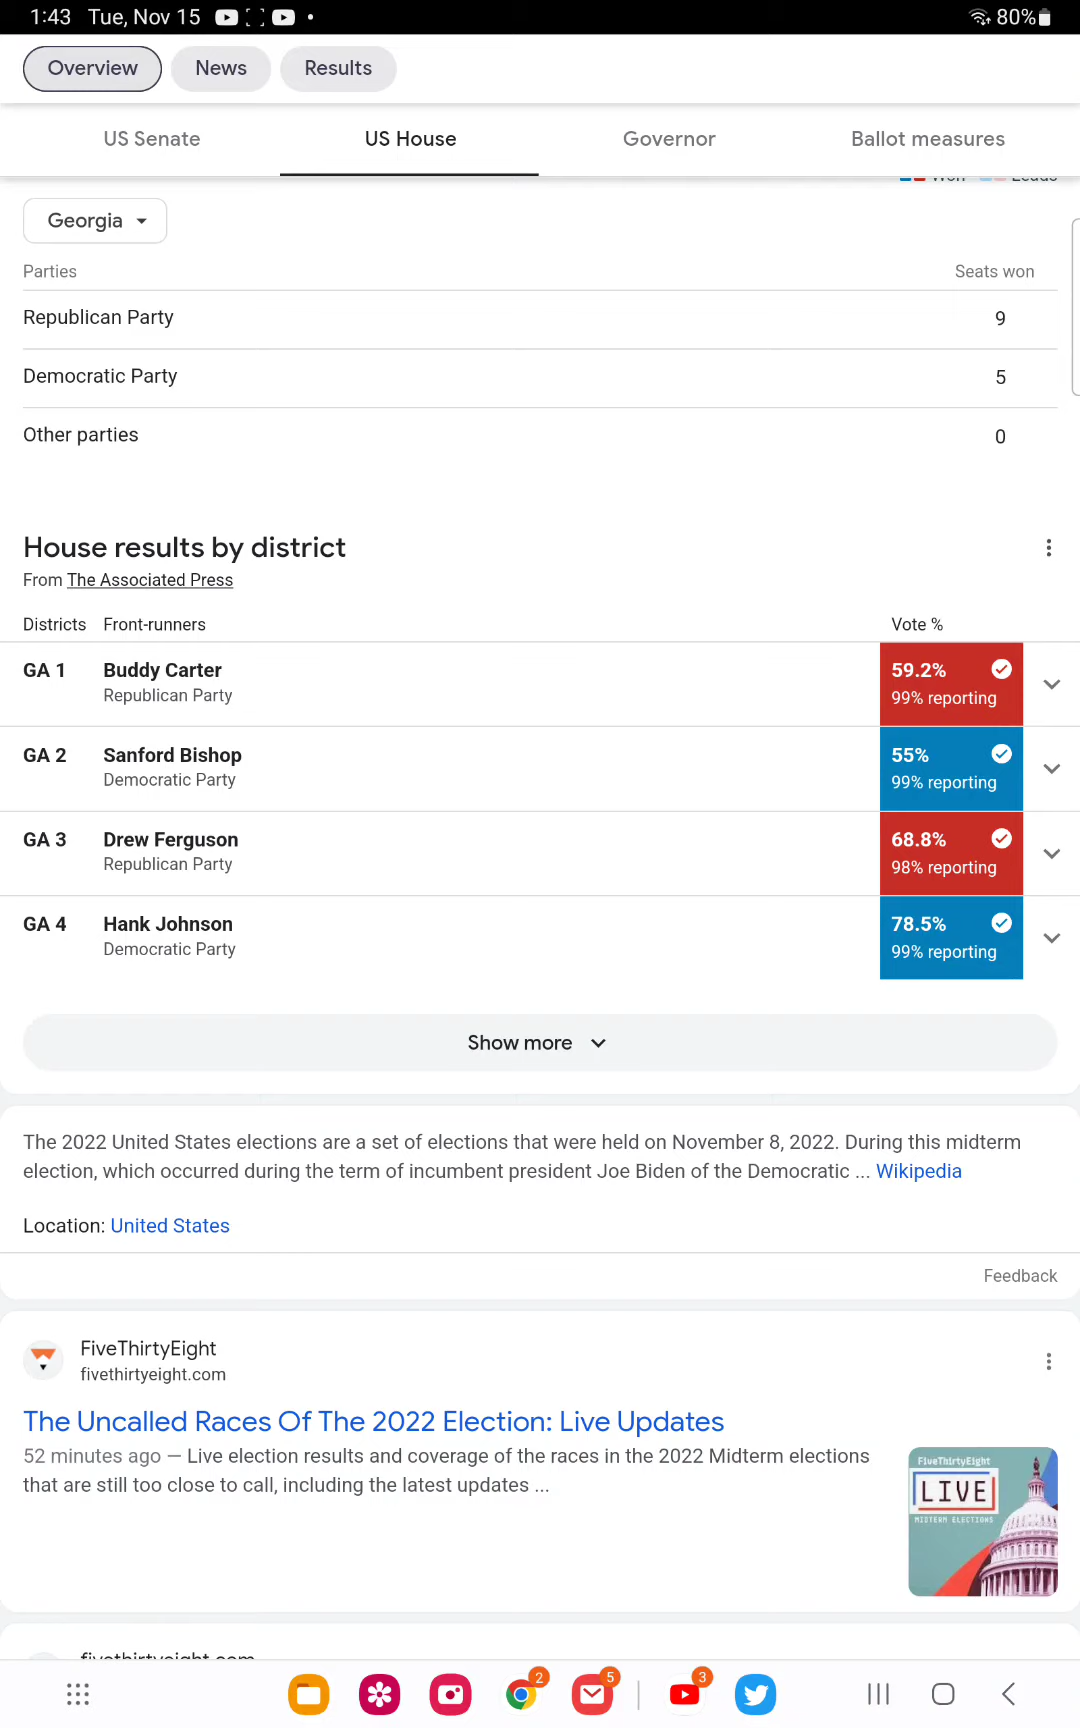 1:43 Tue, Nov 15 80%
Overview News Results
US Senate US House Governor Ballot measures
Won Leads
Georgia
Parties Seats won
Republican Party 9
Democratic Party 5
Other parties 0
House results by district
From The Associated Press
Districts Front-runners Vote %
GA 1 Buddy Carter 59.2%
Republican Party 99% reporting
GA 2 Sanford Bishop 55%
Democratic Party 99% reporting
GA 3 Drew Ferguson 68.8%
Republican Party 98% reporting
GA 4 Hank Johnson 78.5%
Democratic Party 99% reporting
Show more
The 2022 United States elections are a set of elections that were held on November 8, 2022. During this midterm
election, which occurred during the term of incumbent president Joe Biden of the Democratic ... Wikipedia
Location: United States
Feedback
FiveThirtyEight
fivethirtyeight.com
The Uncalled Races Of The 2022 Election: Live Updates
52 minutes ago — Live election results and coverage of the races in the 2022 Midterm elections
that are still too close to call, including the latest updates ...
FiveThirtyEight
LIVE
MIDTERM ELECTIONS
fivethirtyeight.com
2 5 3